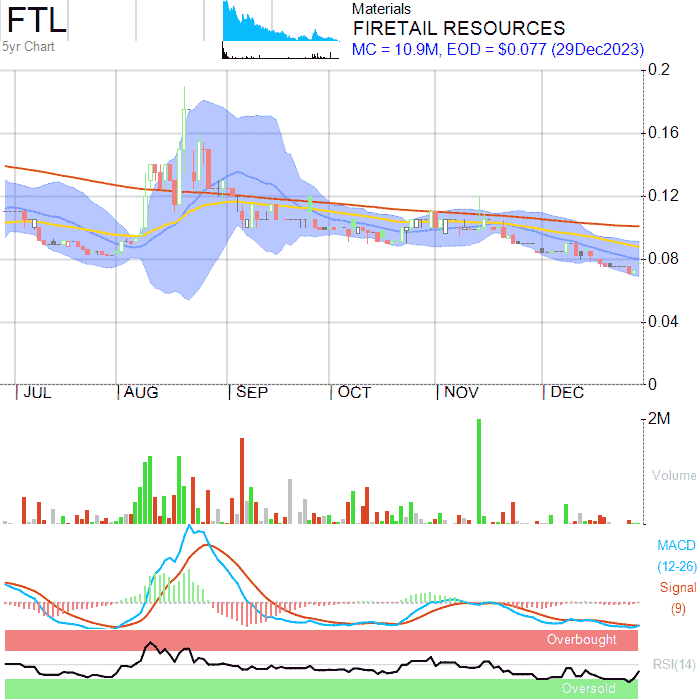 FTL
5yr Chart
Materials
FIRETAIL RESOURCES
MC = 10.9M, EOD = $0.077 (29Dec2023)
0.2
0.16
0.12
0.08
0.04
0
JUL AUG SEP OCT NOV DEC
2M
Volume
MACD
(12-26)
Signal
(9)
Overbought
RSI(14)
Oversold